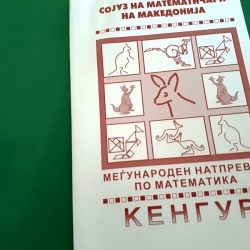 СОЈУЗ НА МАТЕМАТИЧАРИ
НА МАКЕДОНИЈА
МЕЃУНАРОДЕН НАТПРЕВ
ПО МАТЕМАТИКА
КЕНГУР